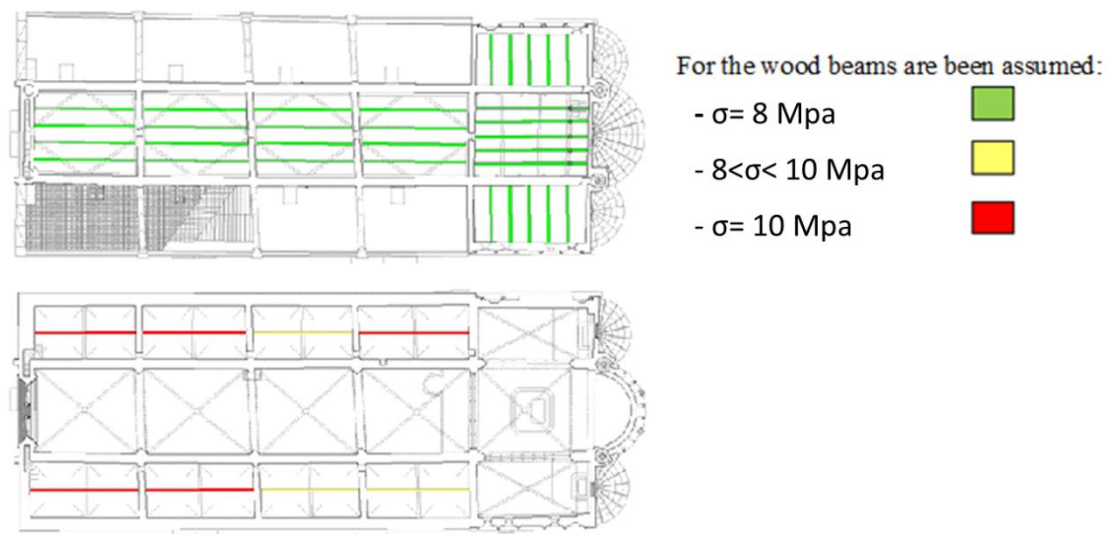 For the wood beams are been assumed:
- σ= 8 Mpa
- 8<σ< 10 Mpa
- σ= 10 Mpa